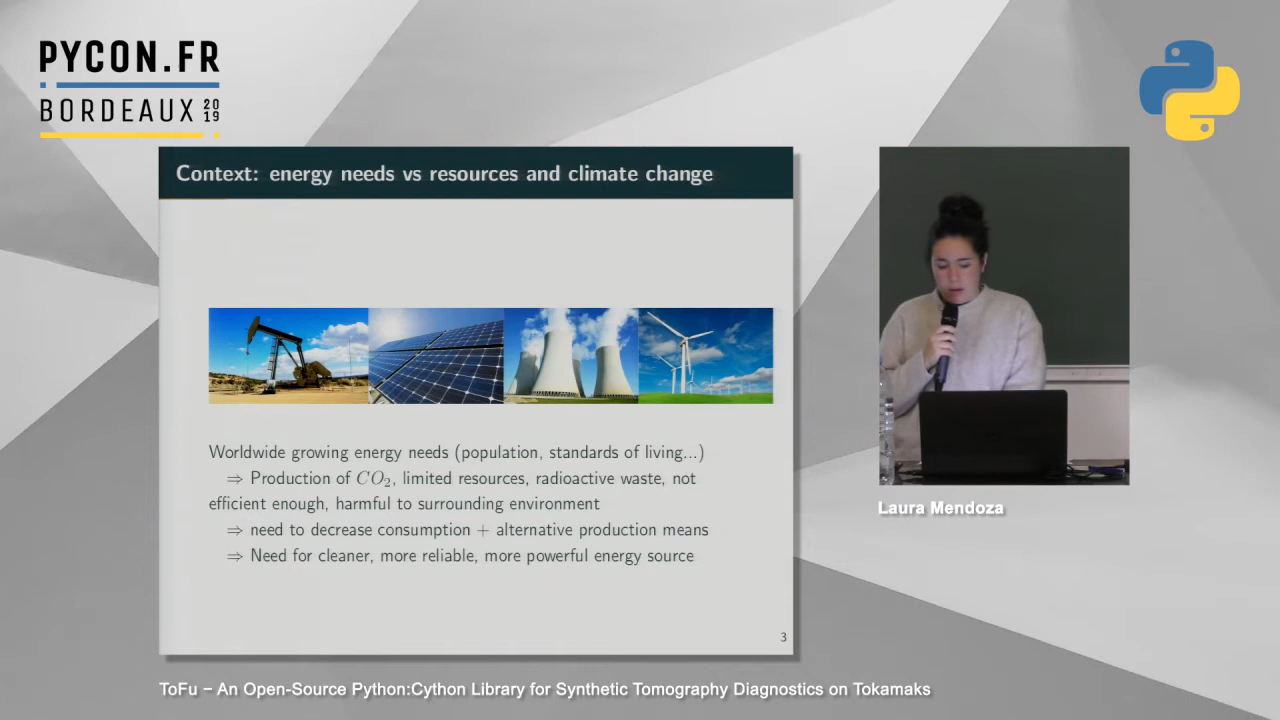 PYCON.FR
BORDEAUX 2019
Context: energy needs vs resources and climate change
Worldwide growing energy needs (population, standards of living...)
⇒ Production of CO₂, limited resources, radioactive waste, not
efficient enough, harmful to surrounding environment
⇒ need to decrease consumption + alternative production means
⇒ Need for cleaner, more reliable, more powerful energy source
3
Laura Mendoza
ToFu – An Open-Source Python:Cython Library for Synthetic Tomography Diagnostics on Tokamaks